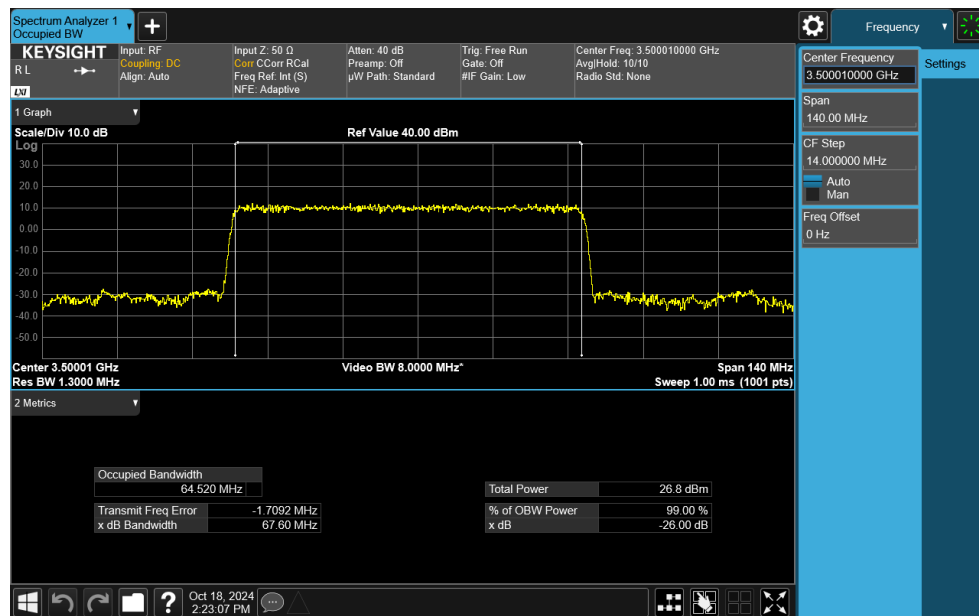 Spectrum Analyzer 1
Occupied BW
KEYSIGHT
R L
LXI
Input: RF
Coupling: DC
Align: Auto
Input Z: 50 Ω
Corr CCorr RCal
Freq Ref: Int (S)
NFE: Adaptive
Atten: 40 dB
Preamp: Off
µW Path: Standard
Trig: Free Run
Gate: Off
#IF Gain: Low
Center Freq: 3.500010000 GHz
Avg|Hold: 10/10
Radio Std: None
1 Graph
Scale/Div 10.0 dB
Ref Value 40.00 dBm
Log
30.0
20.0
10.0
0.00
-10.0
-20.0
-30.0
-40.0
-50.0
Center 3.50001 GHz
Video BW 8.0000 MHz*
Span 140 MHz
Res BW 1.3000 MHz
Sweep 1.00 ms (1001 pts)
2 Metrics
Occupied Bandwidth
64.520 MHz
Transmit Freq Error -1.7092 MHz
x dB Bandwidth 67.60 MHz
Total Power 26.8 dBm
% of OBW Power 99.00 %
x dB -26.00 dB
Oct 18, 2024
2:23:07 PM
Frequency
Settings
Center Frequency
3.500010000 GHz
Span
140.00 MHz
CF Step
14.000000 MHz
Auto
Man
Freq Offset
0 Hz